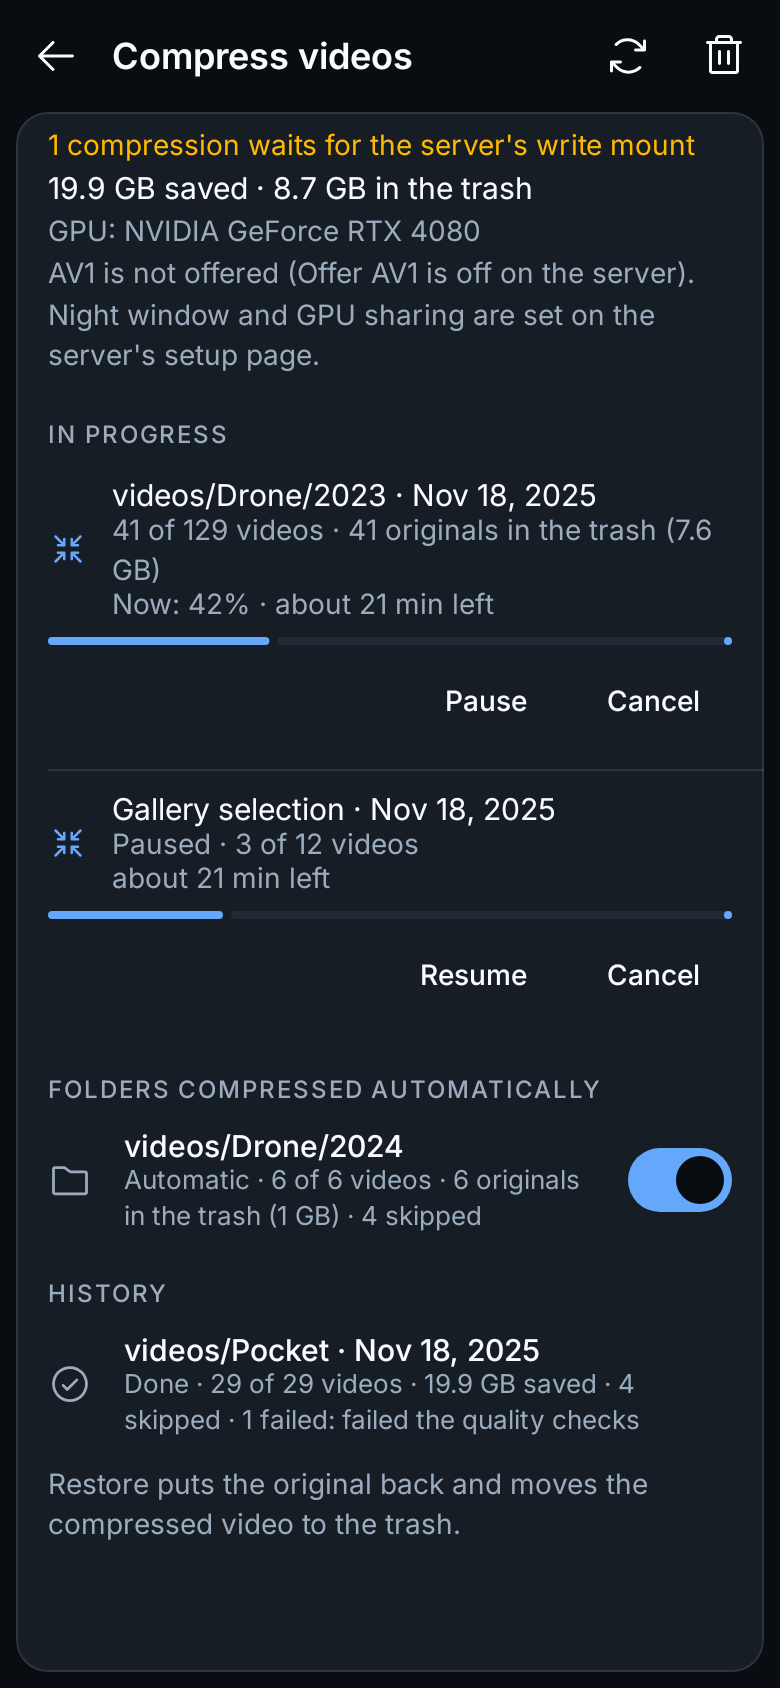 Compress videos
1 compression waits for the server's write mount
19.9 GB saved · 8.7 GB in the trash
GPU: NVIDIA GeForce RTX 4080
AV1 is not offered (Offer AV1 is off on the server).
Night window and GPU sharing are set on the
server's setup page.
IN PROGRESS
videos/Drone/2023 · Nov 18, 2025
41 of 129 videos · 41 originals in the trash (7.6
GB)
Now: 42% · about 21 min left
Pause Cancel
Gallery selection · Nov 18, 2025
Paused · 3 of 12 videos
about 21 min left
Resume Cancel
FOLDERS COMPRESSED AUTOMATICALLY
videos/Drone/2024
Automatic · 6 of 6 videos · 6 originals
in the trash (1 GB) · 4 skipped
HISTORY
videos/Pocket · Nov 18, 2025
Done · 29 of 29 videos · 19.9 GB saved · 4
skipped · 1 failed: failed the quality checks
Restore puts the original back and moves the
compressed video to the trash.